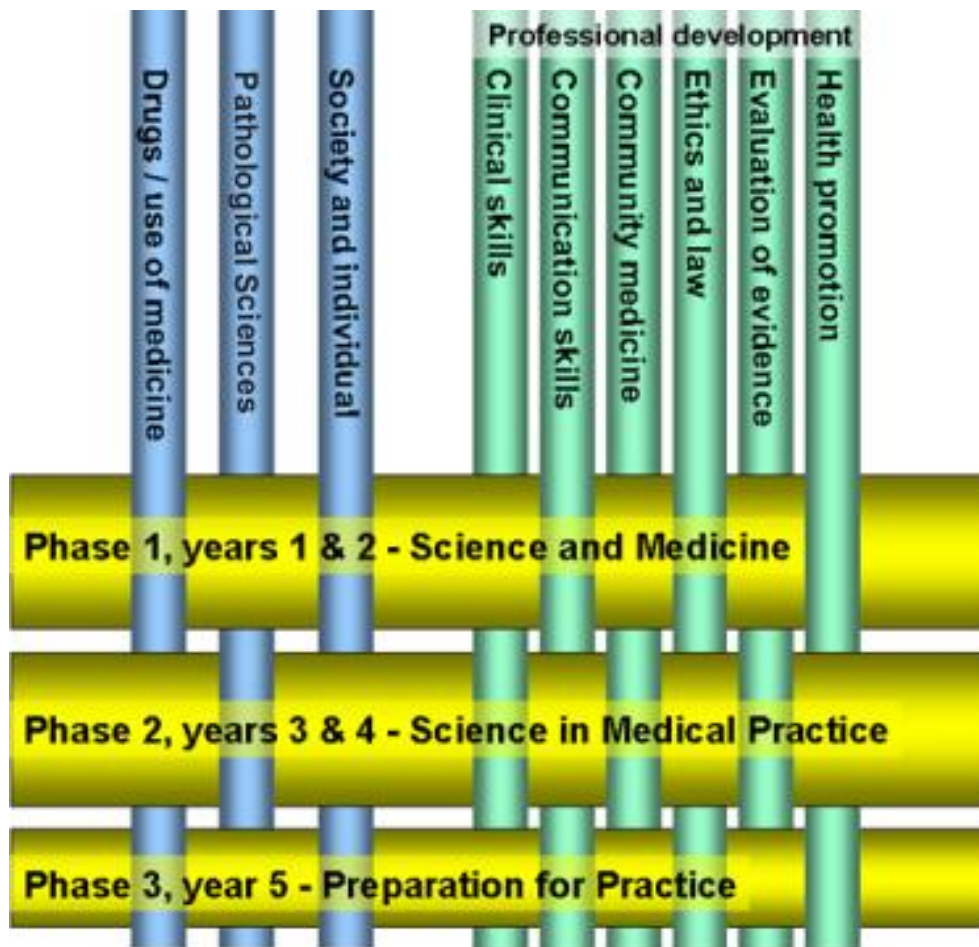 Professional development
Drugs / use of medicine
Pathological Sciences
Society and individual
Clinical skills
Communication skills
Community medicine
Ethics and law
Evaluation of evidence
Health promotion
Phase 1, years 1 & 2 - Science and Medicine
Phase 2, years 3 & 4 - Science in Medical Practice
Phase 3, year 5 - Preparation for Practice